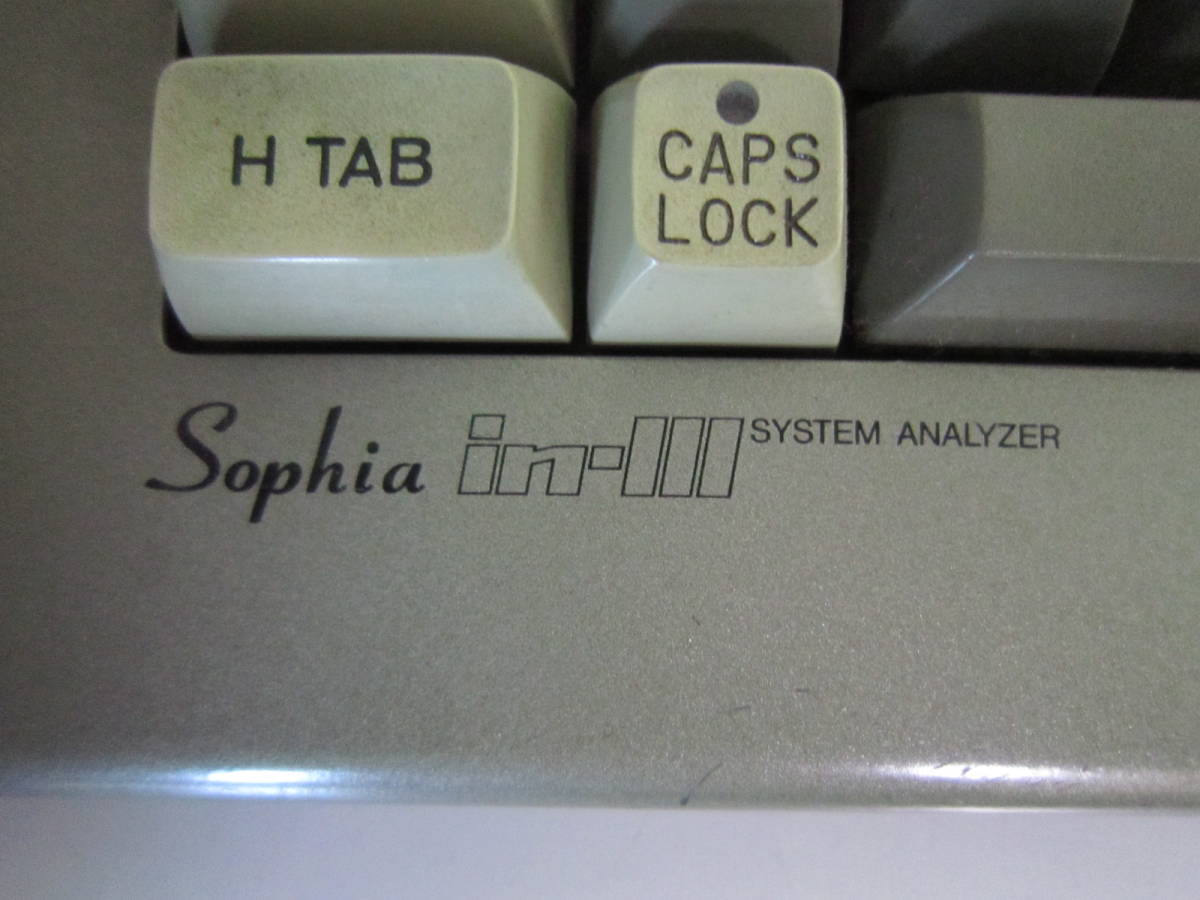 H TAB
CAPS
LOCK
Sophia in-III SYSTEM ANALYZER